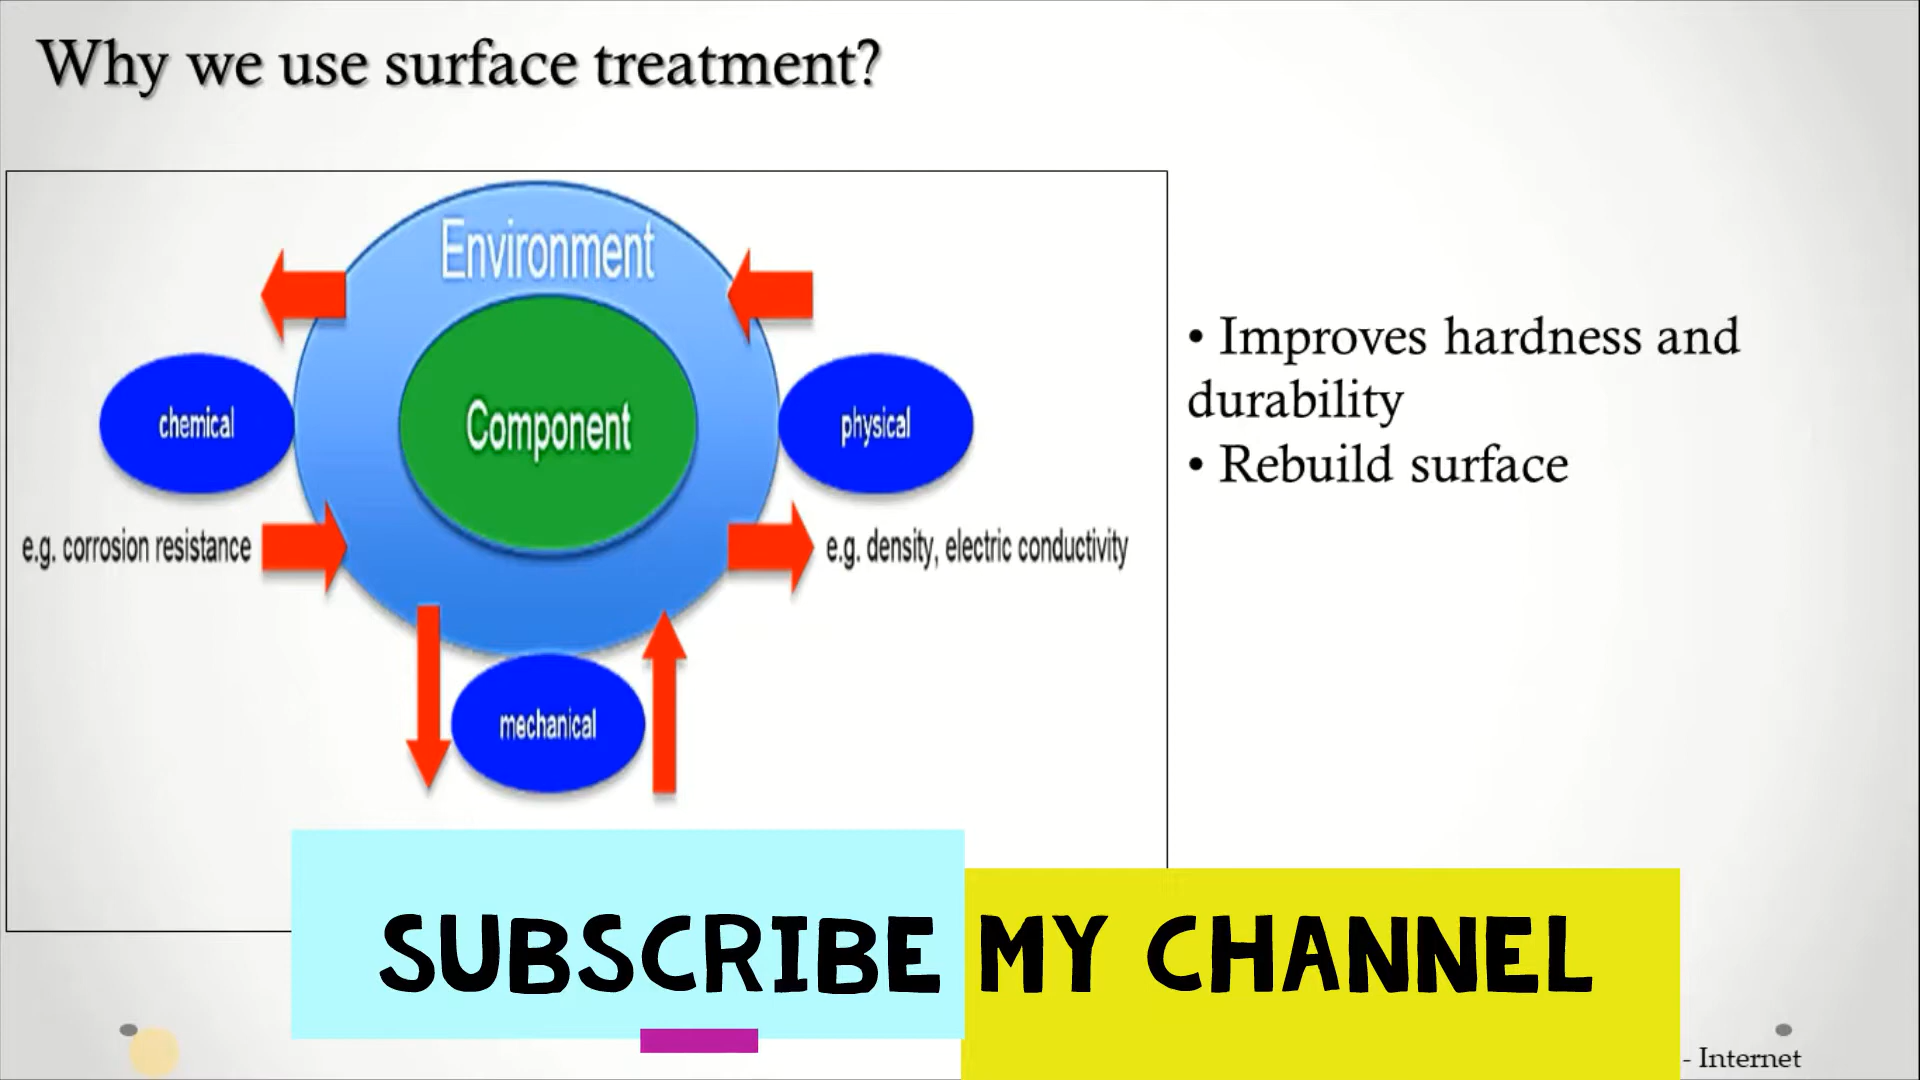 Why we use surface treatment?
Environment
Component
chemical
physical
e.g. corrosion resistance
e.g. density, electric conductivity
mechanical
• Improves hardness and
durability
• Rebuild surface
SUBSCRIBE MY CHANNEL
- Internet